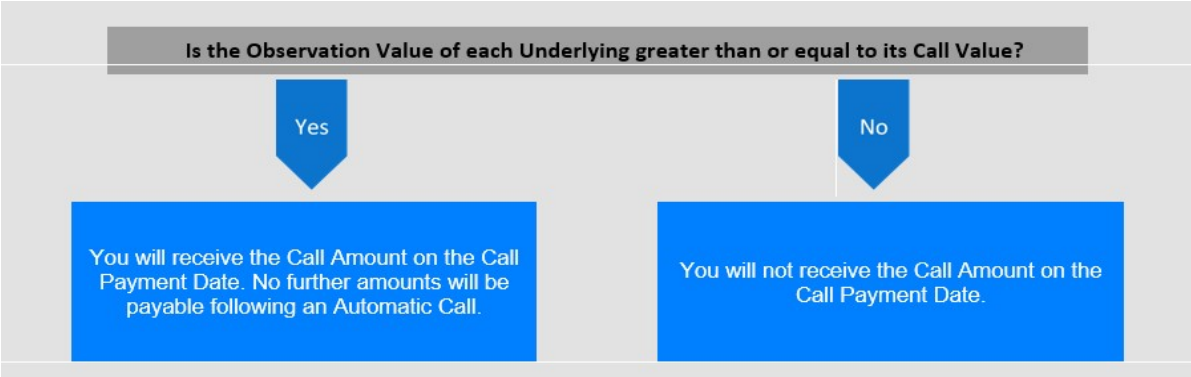 Is the Observation Value of each Underlying greater than or equal to its Call Value?
Yes
No
You will receive the Call Amount on the Call
Payment Date. No further amounts will be
payable following an Automatic Call.
You will not receive the Call Amount on the
Call Payment Date.